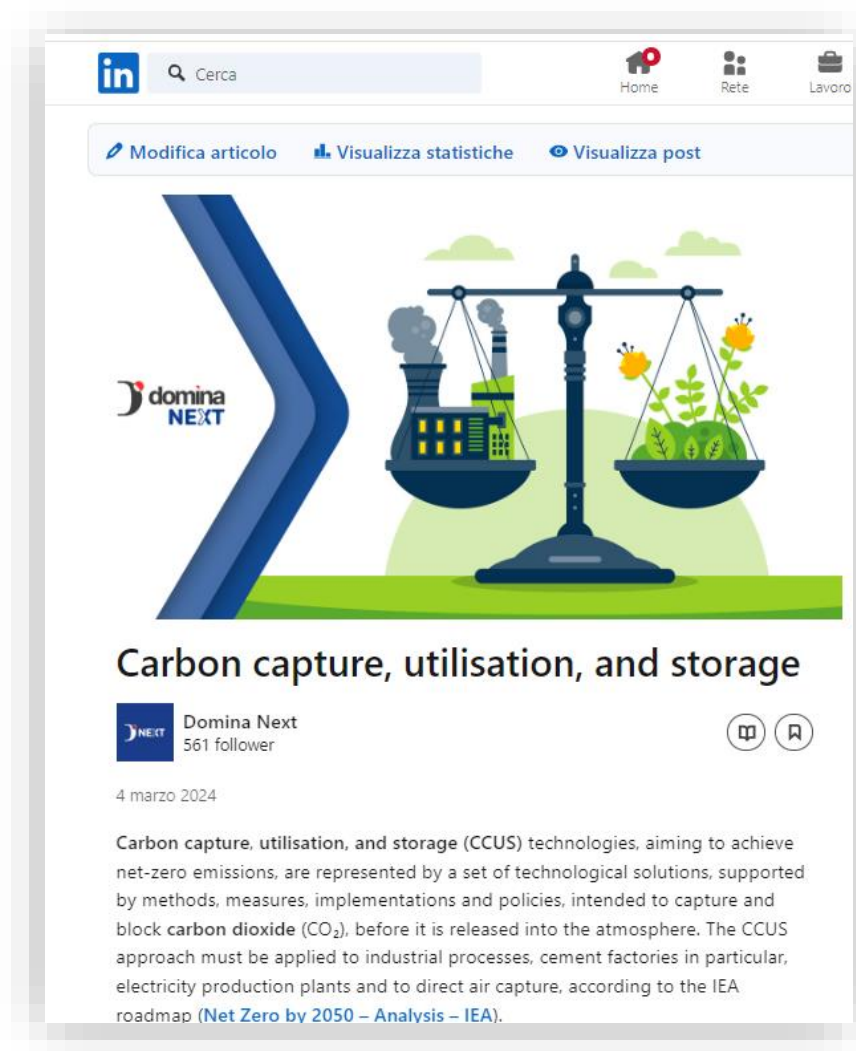 in
Cerca
Home
Rete
Lavoro
Modifica articolo
Visualizza statistiche
Visualizza post
domina
NEXT
Carbon capture, utilisation, and storage
NEXT
Domina Next
561 follower
4 marzo 2024
Carbon capture, utilisation, and storage (CCUS) technologies, aiming to achieve
net-zero emissions, are represented by a set of technological solutions, supported
by methods, measures, implementations and policies, intended to capture and
block carbon dioxide (CO₂), before it is released into the atmosphere. The CCUS
approach must be applied to industrial processes, cement factories in particular,
electricity production plants and to direct air capture, according to the IEA
roadmap (Net Zero by 2050 – Analysis – IEA).